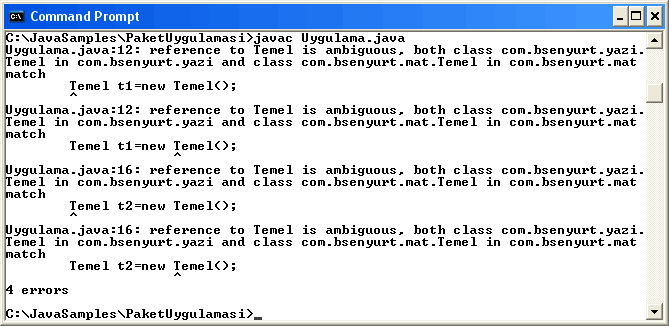 Command Prompt
C:\JavaSamples\PaketUygulamasi>javac Uygulama.java
Uygulama.java:12: reference to Temel is ambiguous, both class com.bsenyurt.yazi.
Temel in com.bsenyurt.yazi and class com.bsenyurt.mat.Temel in com.bsenyurt.mat
match
        Temel t1=new Temel();
        ^
Uygulama.java:12: reference to Temel is ambiguous, both class com.bsenyurt.yazi.
Temel in com.bsenyurt.yazi and class com.bsenyurt.mat.Temel in com.bsenyurt.mat
match
        Temel t1=new Temel();
                     ^
Uygulama.java:16: reference to Temel is ambiguous, both class com.bsenyurt.yazi.
Temel in com.bsenyurt.yazi and class com.bsenyurt.mat.Temel in com.bsenyurt.mat
match
        Temel t2=new Temel();
        ^
Uygulama.java:16: reference to Temel is ambiguous, both class com.bsenyurt.yazi.
Temel in com.bsenyurt.yazi and class com.bsenyurt.mat.Temel in com.bsenyurt.mat
match
        Temel t2=new Temel();
                     ^
4 errors
C:\JavaSamples\PaketUygulamasi>_